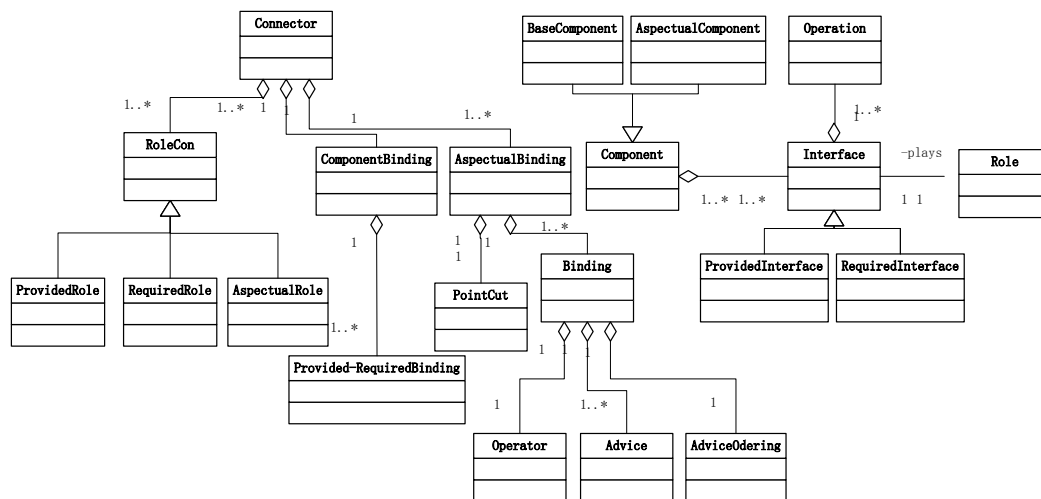 Connector
BaseComponent
AspectualComponent
Operation
1..*
1..*
1
1
1
1..*
1
1..*
RoleCon
ComponentBinding
AspectualBinding
Component
Interface
-plays
Role
1..*
1..*
1
1
1
1
1
1
1..*
ProvidedRole
RequiredRole
AspectualRole
PointCut
Binding
ProvidedInterface
RequiredInterface
1..*
Provided-RequiredBinding
1
1
1
1
1..*
1
Operator
Advice
AdviceOdering